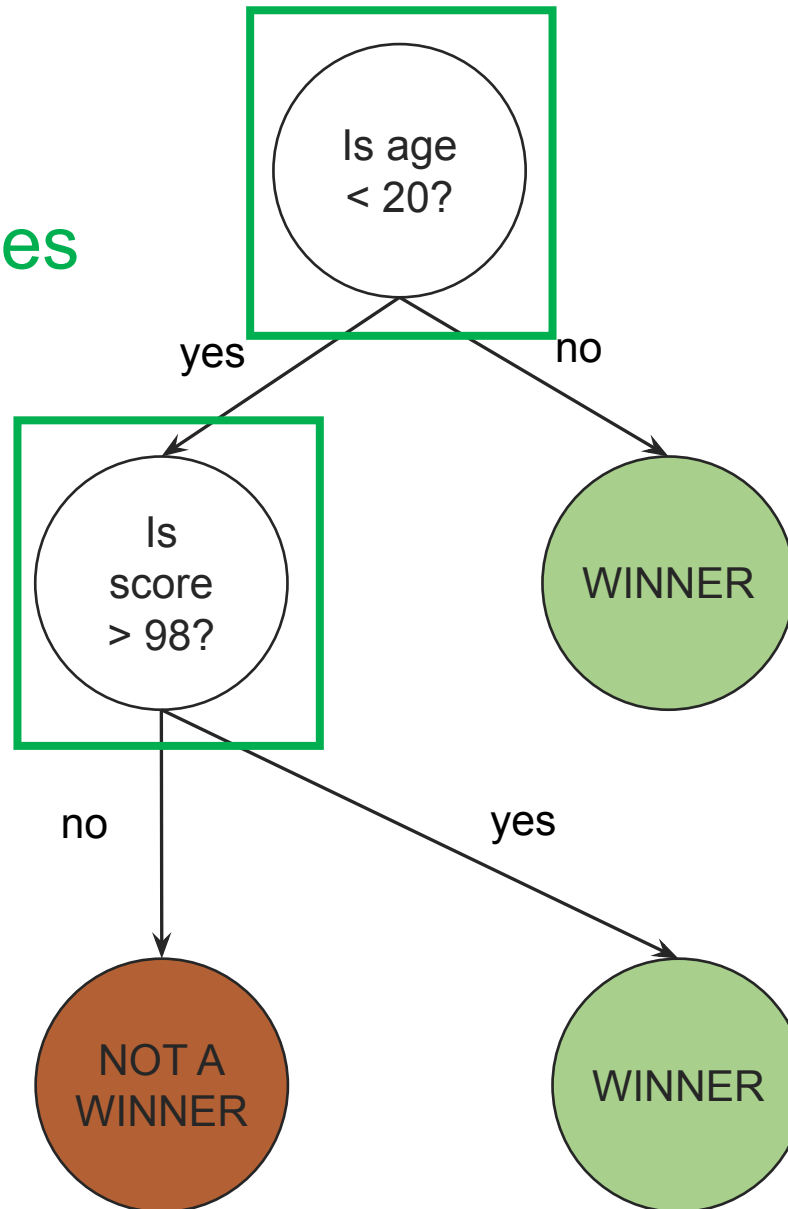 Is age
< 20?
es
yes
no
Is
score
> 98?
WINNER
no
yes
NOT A
WINNER
WINNER